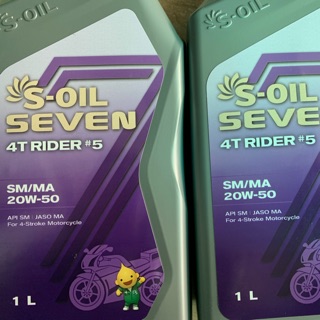 S-OIL
S-OIL
SEVEN
4T RIDER #5
SM/MA
20W-50
API SM : JASO MA
For 4-Stroke Motorcycle
1 L
S-OIL
SEVE
4T RIDER #5
SM/MA
20W-50
API SM : JASO MA
For 4-Stroke Motorcycle
1 L